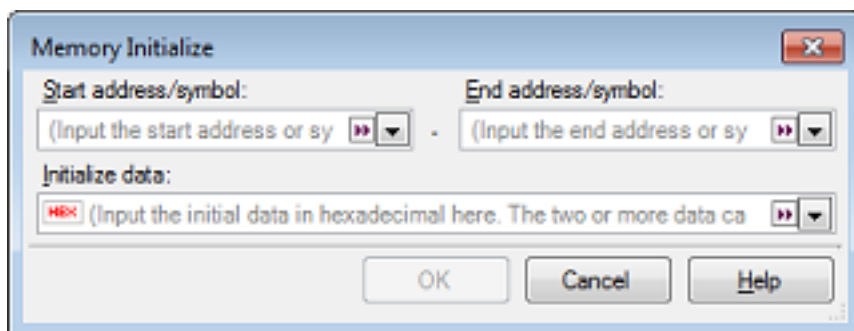 Memory Initialize
Start address/symbol: End address/symbol:
(Input the start address or sy - (Input the end address or sy
Initialize data:
HEX (Input the initial data in hexadecimal here. The two or more data ca
OK Cancel Help